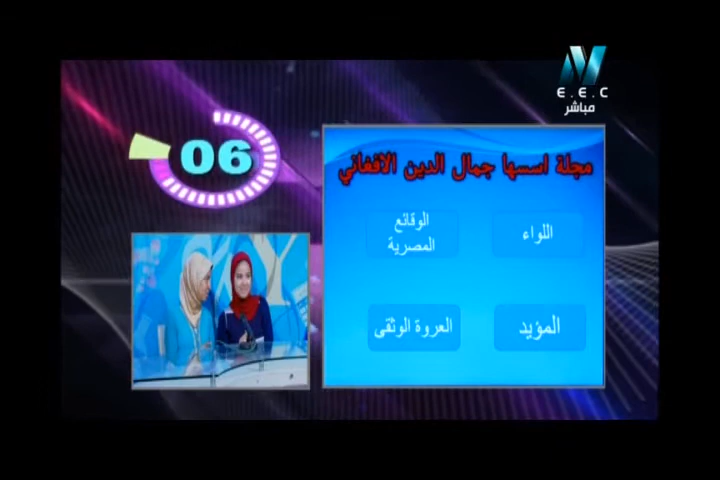 E.E.C
مباشر
06
مجلة اسسها جمال الدين الافغاني
اللواء
الوقائع
المصرية
المؤيد
العروة الوثقى